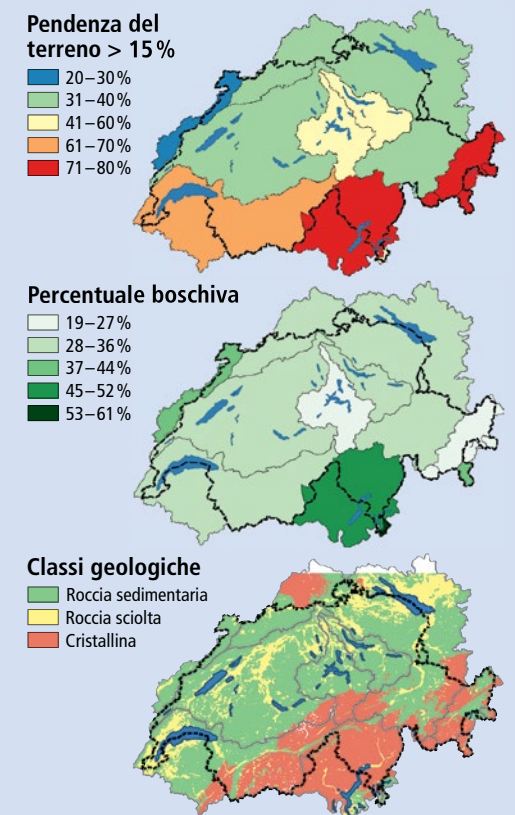 Pendenza del
terreno > 15 %
20–30 %
31–40 %
41–60 %
61–70 %
71–80 %
Percentuale boschiva
19–27 %
28–36 %
37–44 %
45–52 %
53–61 %
Classi geologiche
Roccia sedimentaria
Roccia sciolta
Cristallina